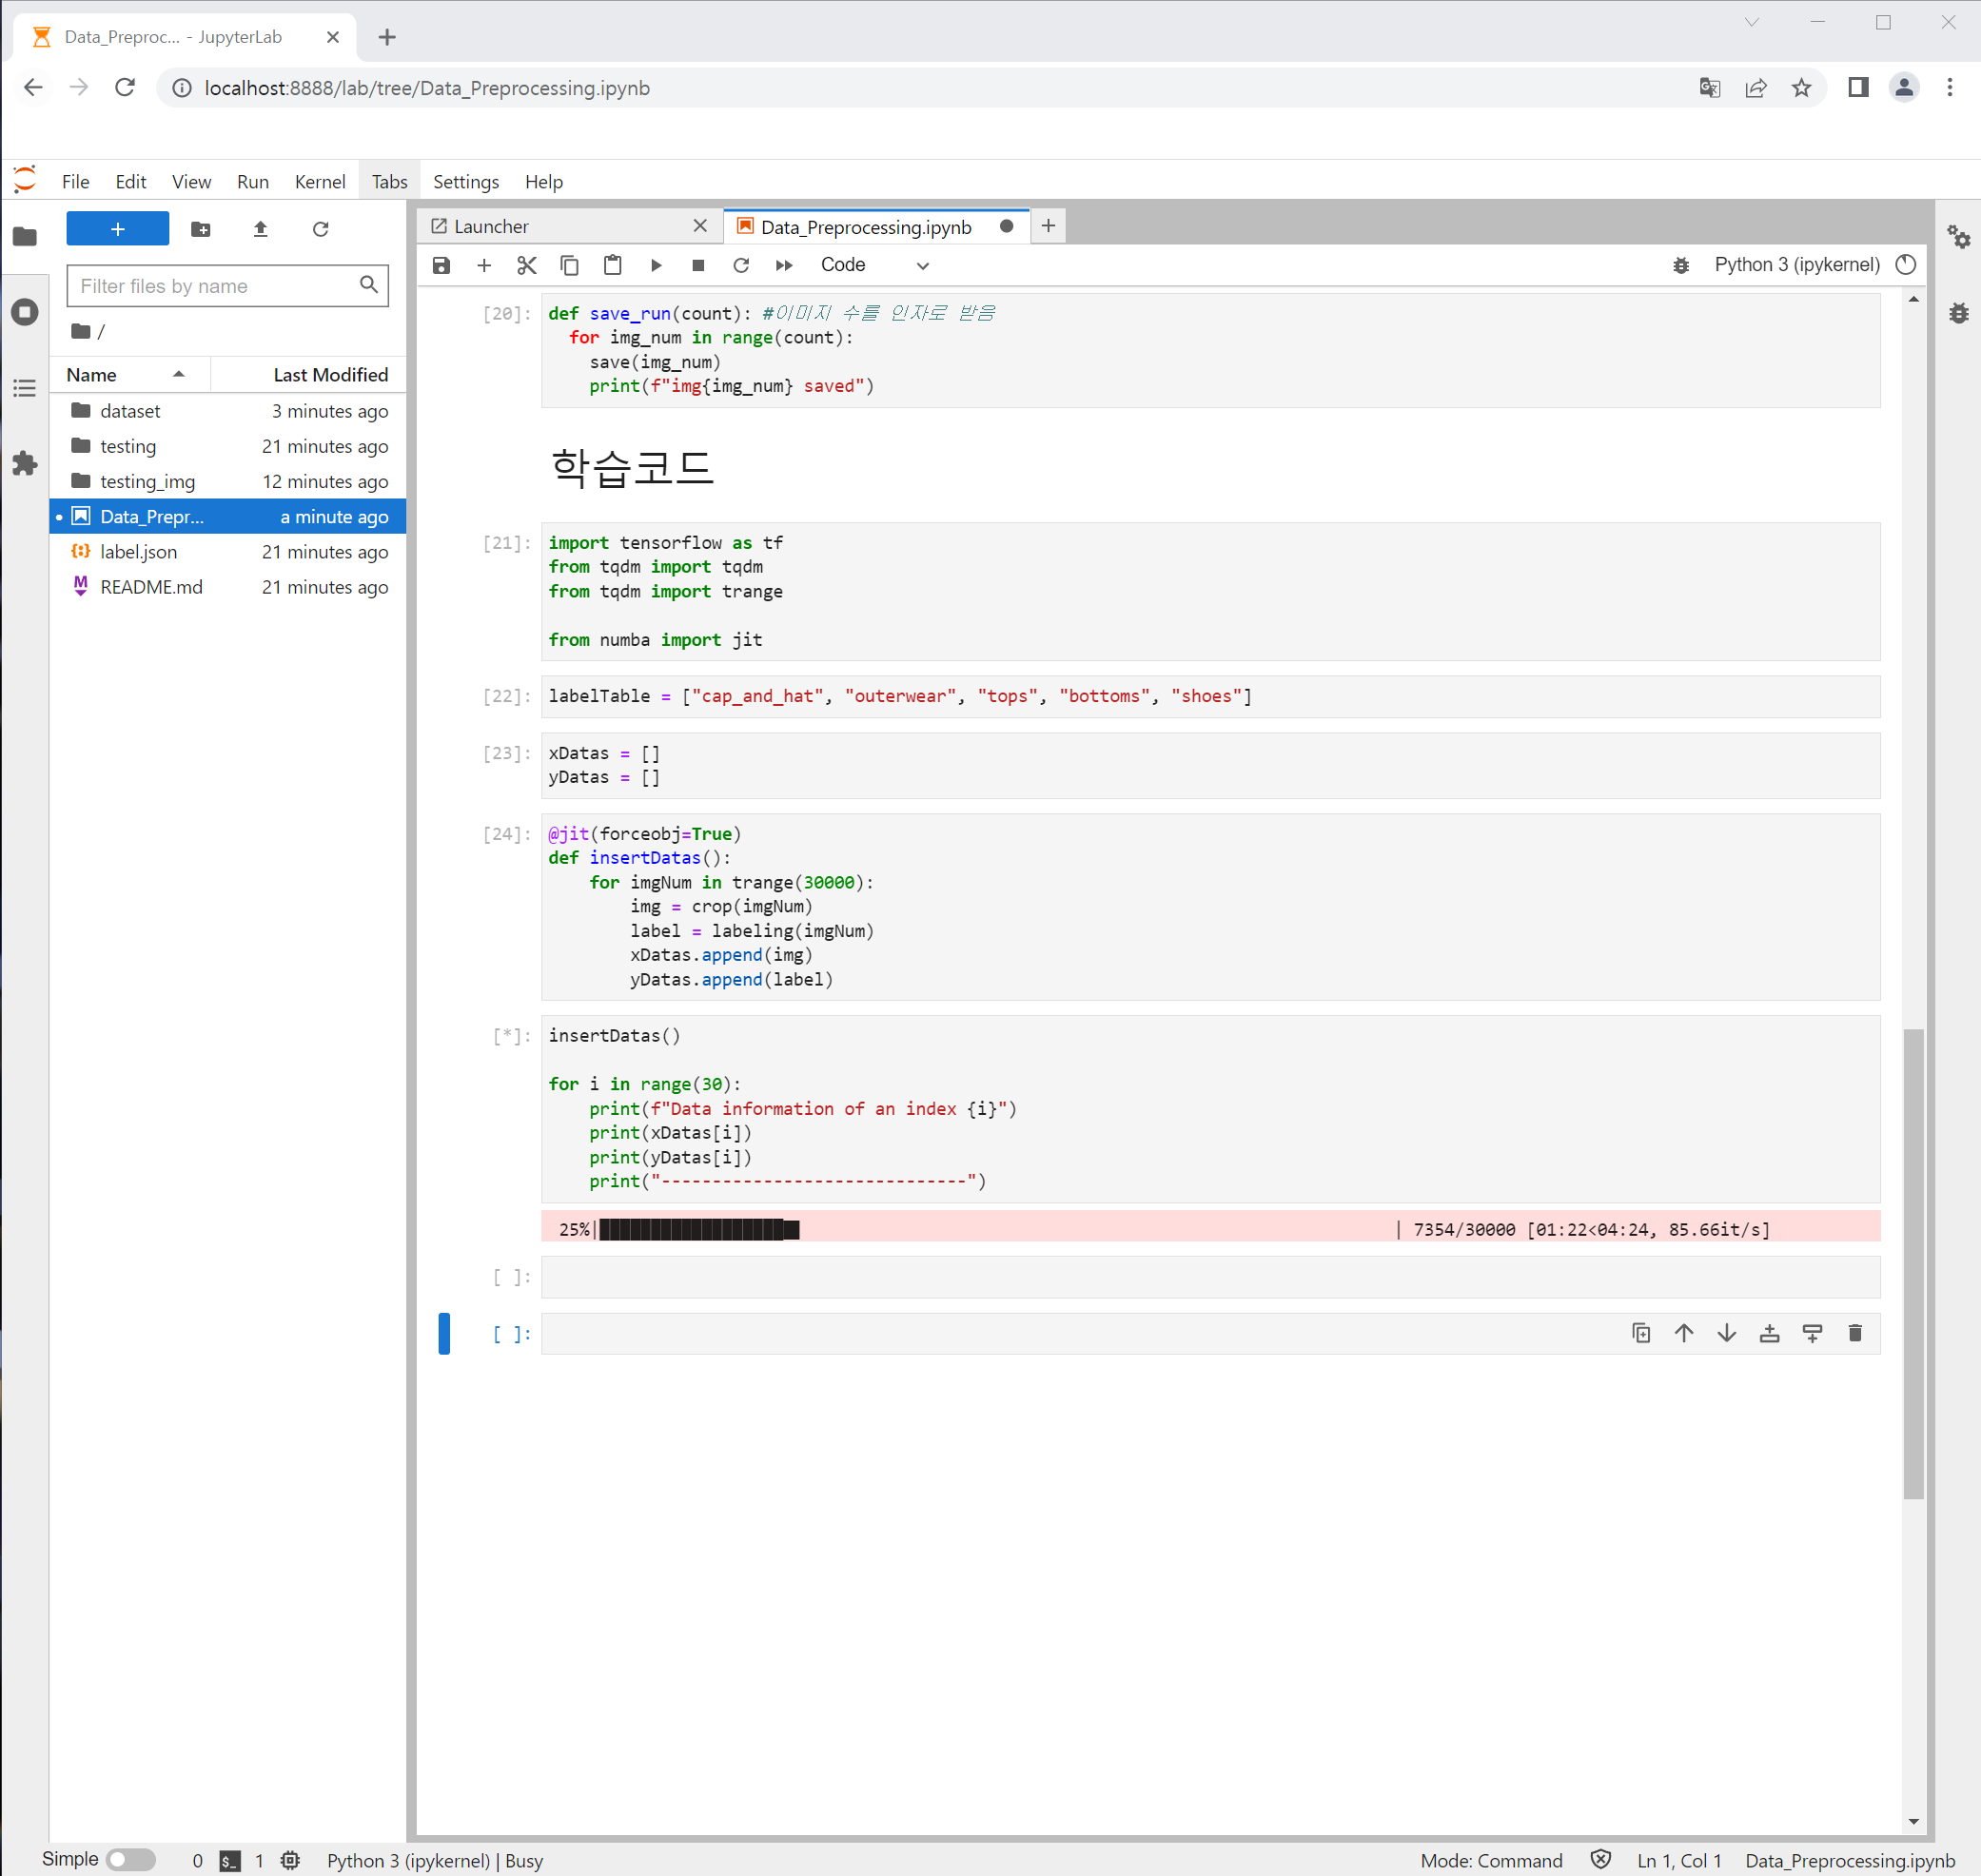 Data_Preproc... - JupyterLab
localhost:8888/lab/tree/Data_Preprocessing.ipynb
File Edit View Run Kernel Tabs Settings Help
Filter files by name
/
Name Last Modified
dataset 3 minutes ago
testing 21 minutes ago
testing_img 12 minutes ago
Data_Prepr... a minute ago
label.json 21 minutes ago
README.md 21 minutes ago
Launcher Data_Preprocessing.ipynb
Code Python 3 (ipykernel)
[20]: def save_run(count): #이미지 수를 인자로 받음
for img_num in range(count):
save(img_num)
print(f"img{img_num} saved")
학습코드
[21]: import tensorflow as tf
from tqdm import tqdm
from tqdm import trange
from numba import jit
[22]: labelTable = ["cap_and_hat", "outerwear", "tops", "bottoms", "shoes"]
[23]: xDatas = []
yDatas = []
[24]: @jit(forceobj=True)
def insertDatas():
for imgNum in trange(30000):
img = crop(imgNum)
label = labeling(imgNum)
xDatas.append(img)
yDatas.append(label)
[*]: insertDatas()
for i in range(30):
print(f"Data information of an index {i}")
print(xDatas[i])
print(yDatas[i])
print("------------------------------")
25%| | 7354/30000 [01:22<04:24, 85.66it/s]
[ ]:
[ ]:
Simple 0 $_ 1 Python 3 (ipykernel) | Busy Mode: Command Ln 1, Col 1 Data_Preprocessing.ipynb